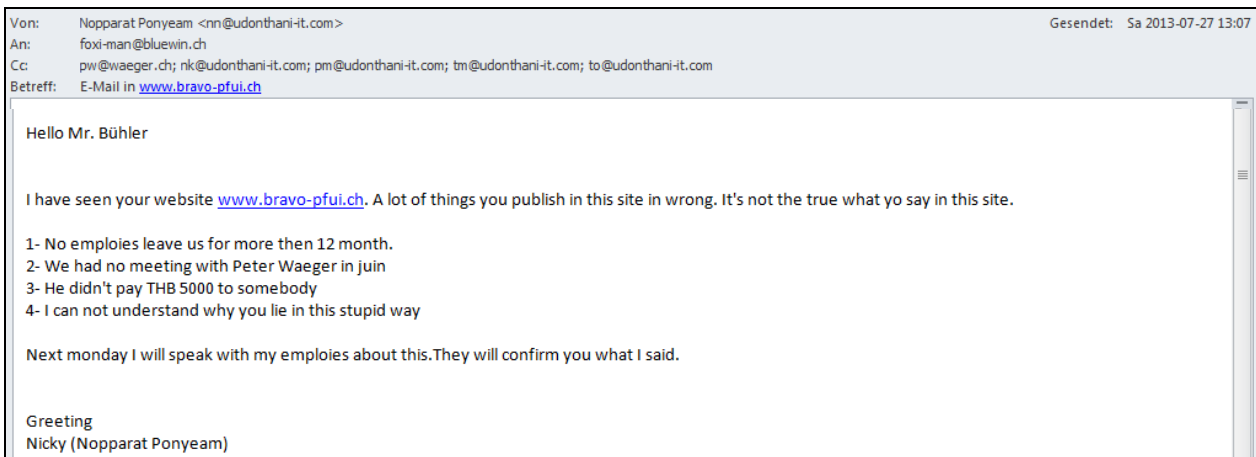 Von: Nopparat Ponyeam <nn@udonthani-it.com> Gesendet: Sa 2013-07-27 13:07
An: foxi-man@bluewin.ch
Cc: pw@waeger.ch; nk@udonthani-it.com; pm@udonthani-it.com; tm@udonthani-it.com; to@udonthani-it.com
Betreff: E-Mail in www.bravo-pfui.ch
Hello Mr. Bühler
I have seen your website www.bravo-pfui.ch. A lot of things you publish in this site in wrong. It's not the true what yo say in this site.
1- No emploies leave us for more then 12 month.
2- We had no meeting with Peter Waeger in juin
3- He didn't pay THB 5000 to somebody
4- I can not understand why you lie in this stupid way
Next monday I will speak with my emploies about this.They will confirm you what I said.
Greeting
Nicky (Nopparat Ponyeam)